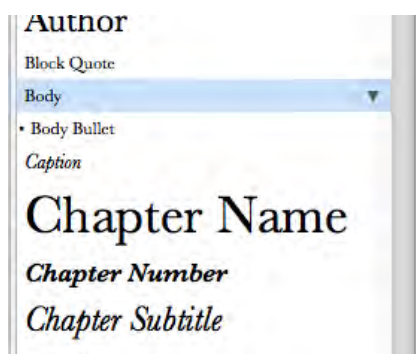 Author
Block Quote
Body
• Body Bullet
Caption
Chapter Name
Chapter Number
Chapter Subtitle